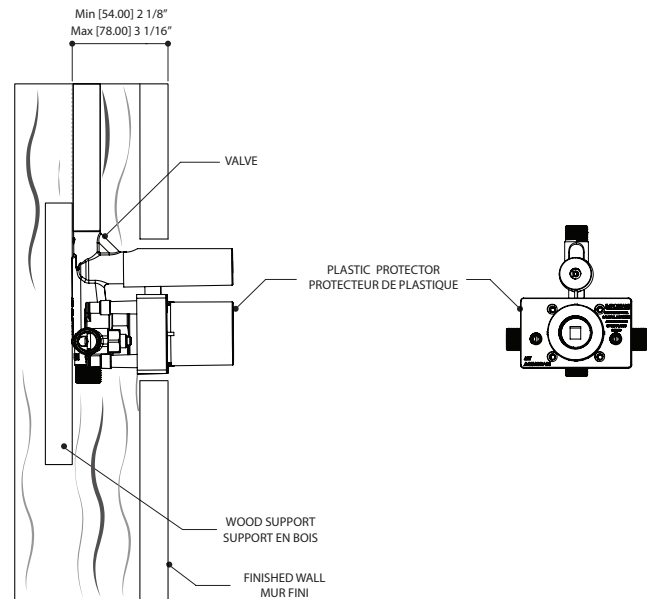 Min [54.00] 2 1/8”
Max [78.00] 3 1/16”
VALVE
PLASTIC PROTECTOR
PROTECTEUR DE PLASTIQUE
WOOD SUPPORT
SUPPORT EN BOIS
FINISHED WALL
MUR FINI